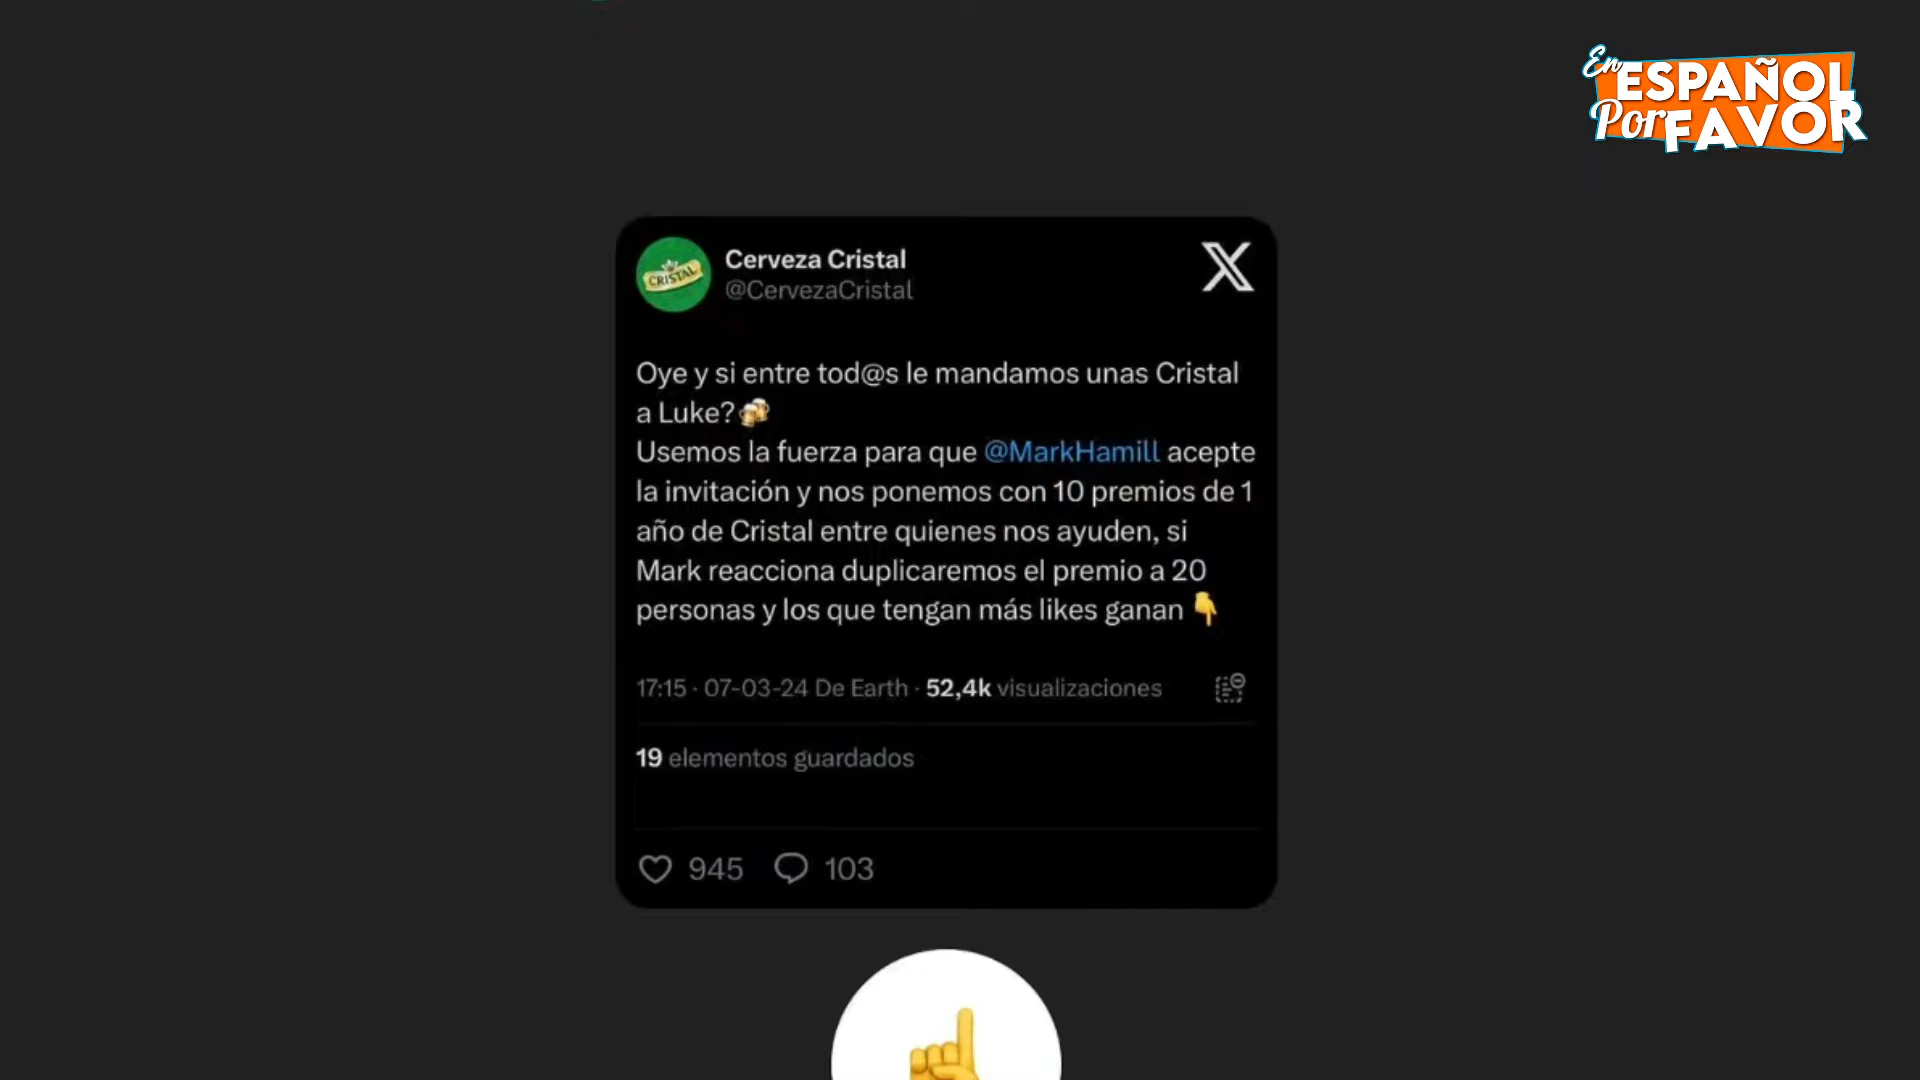 En ESPAÑOL
Por FAVOR
CRISTAL
Cerveza Cristal
@CervezaCristal
Oye y si entre tod@s le mandamos unas Cristal
a Luke?🍻
Usemos la fuerza para que @MarkHamill acepte
la invitación y nos ponemos con 10 premios de 1
año de Cristal entre quienes nos ayuden, si
Mark reacciona duplicaremos el premio a 20
personas y los que tengan más likes ganan 👇
17:15 · 07-03-24 De Earth · 52,4k visualizaciones
19 elementos guardados
945 103